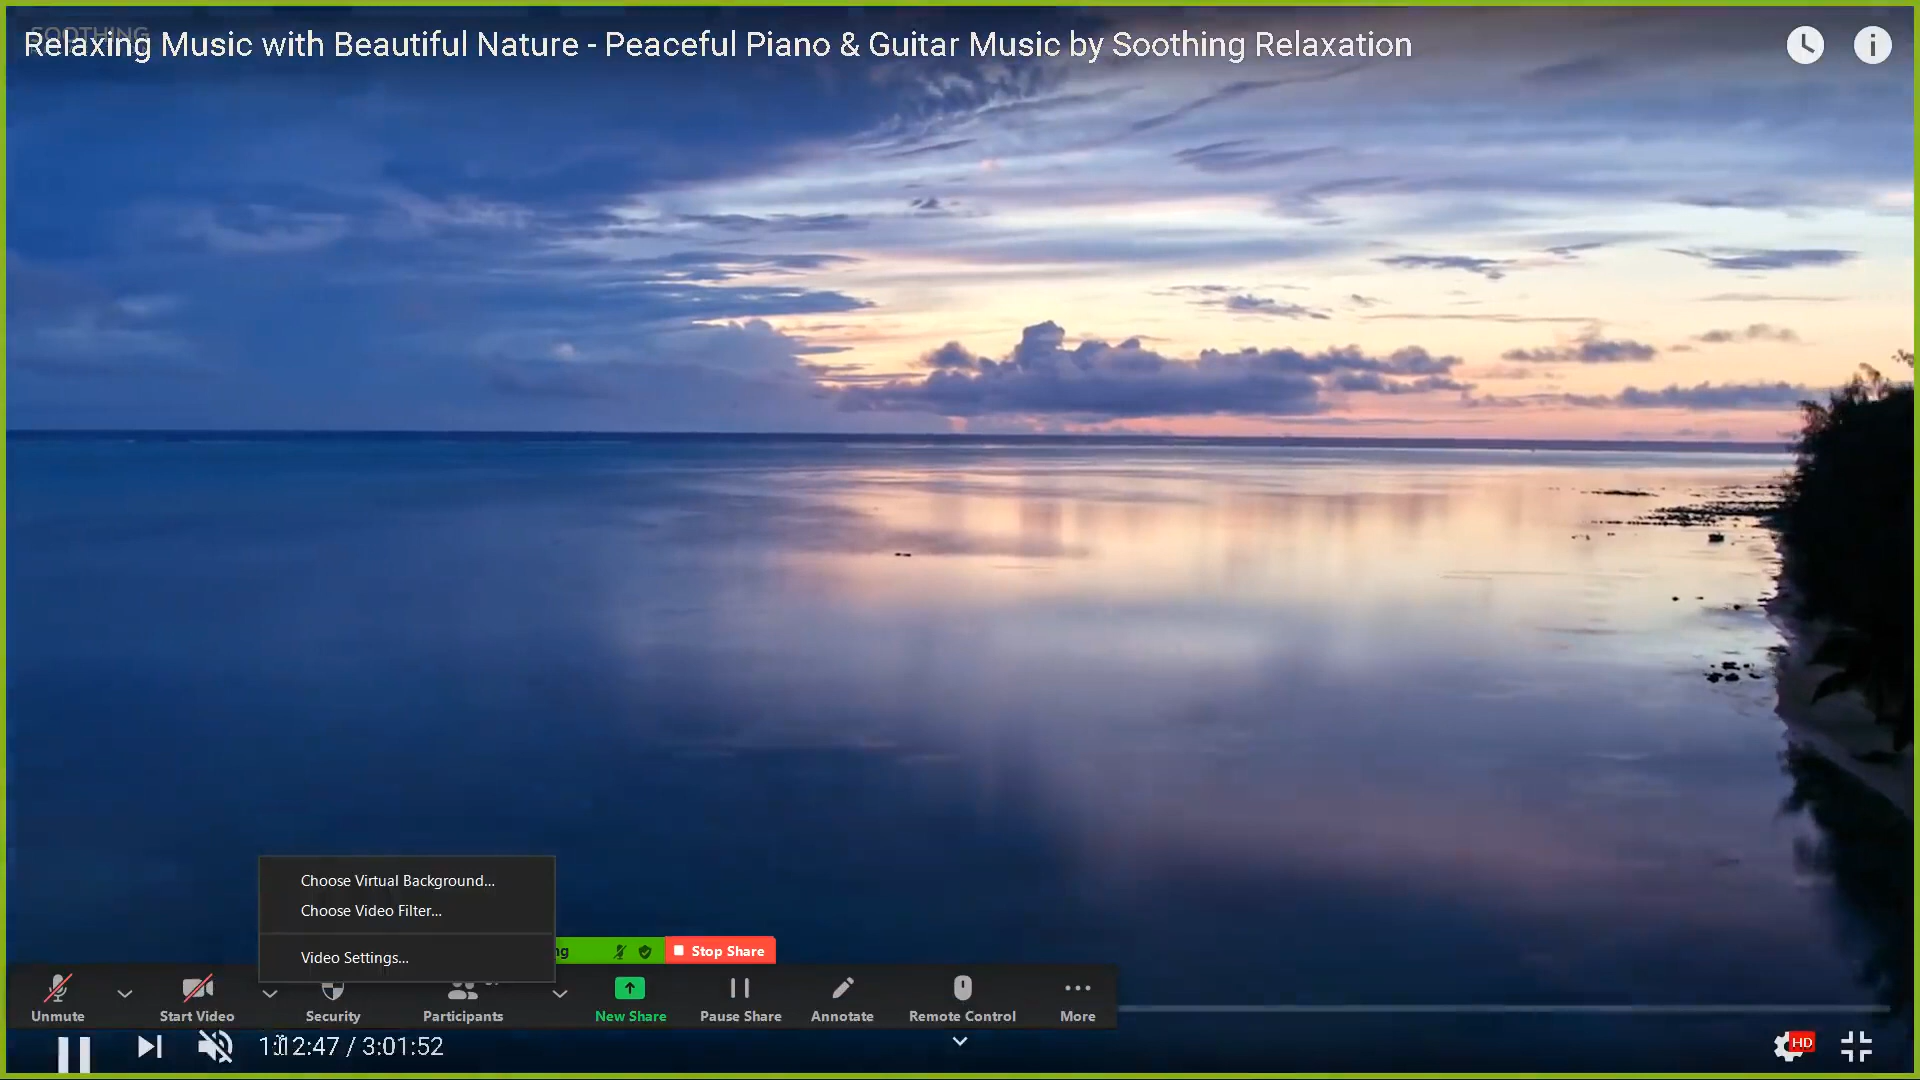 SOOTHING
Relaxing Music with Beautiful Nature - Peaceful Piano & Guitar Music by Soothing Relaxation
Choose Virtual Background...
Choose Video Filter...
Video Settings...
ng
Stop Share
Unmute
Start Video
Security
Participants
New Share
Pause Share
Annotate
Remote Control
More
1:12:47 / 3:01:52
HD